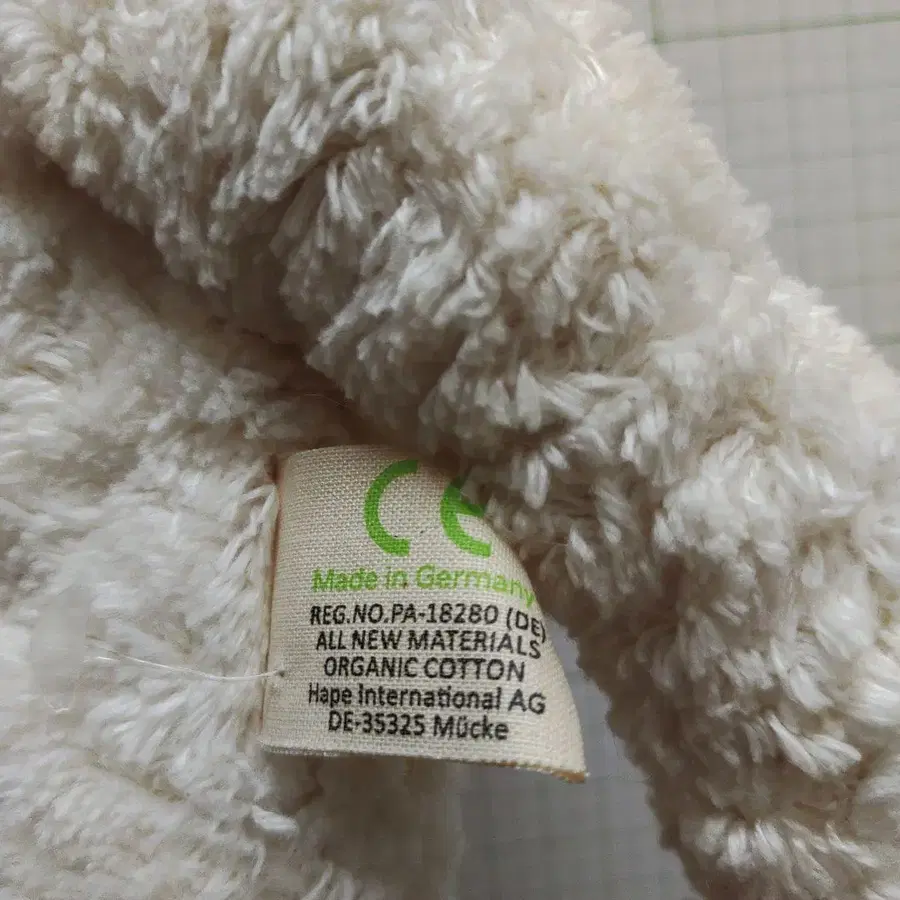 CE
Made in Germany
REG.NO.PA-18280 (DE)
ALL NEW MATERIALS
ORGANIC COTTON
Hape International AG
DE-35325 Mücke